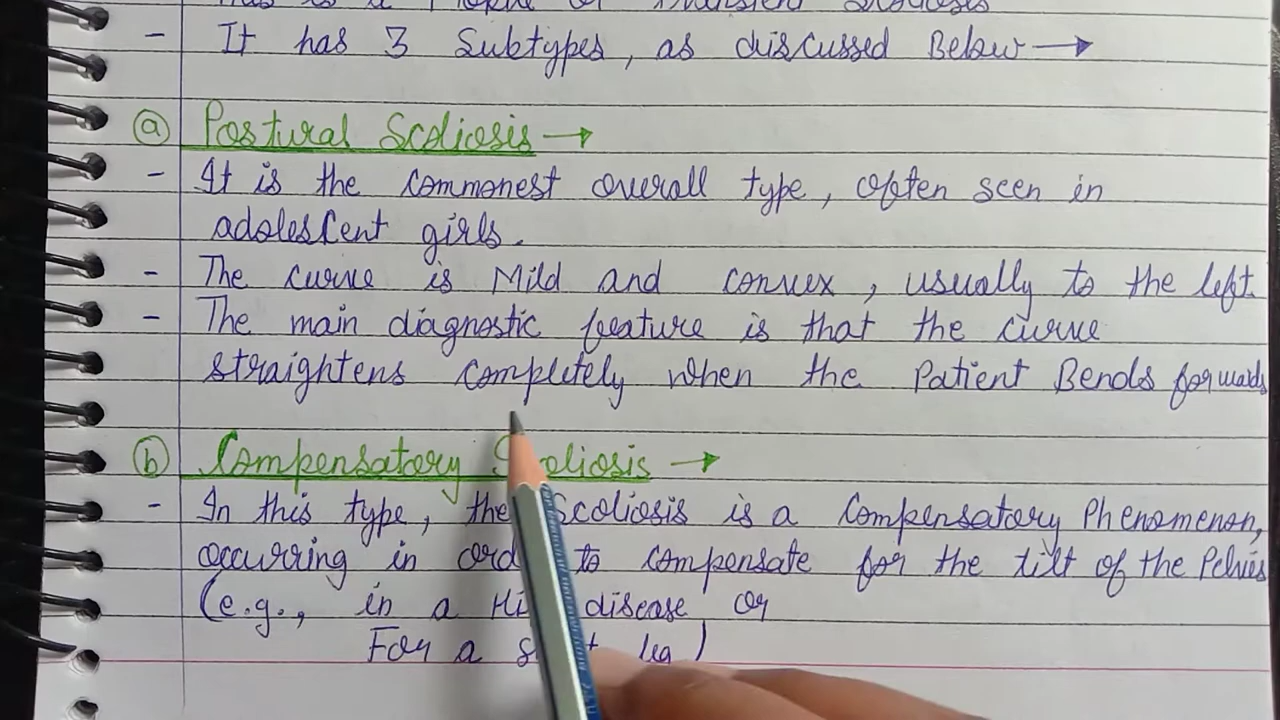 - It has 3 Subtypes, as discussed Below →
(a) Postural Scoliosis →
- It is the commonest overall type, often seen in
adolescent girls.
- The curve is Mild and convex, usually to the left.
- The main diagnostic feature is that the curve
straightens completely when the Patient Bends forwards
(b) Compensatory Scoliosis →
- In this type, the Scoliosis is a Compensatory Phenomenon,
occurring in to compensate for the tilt of the Pelvis
(e.g., in a disease or
For a leg)